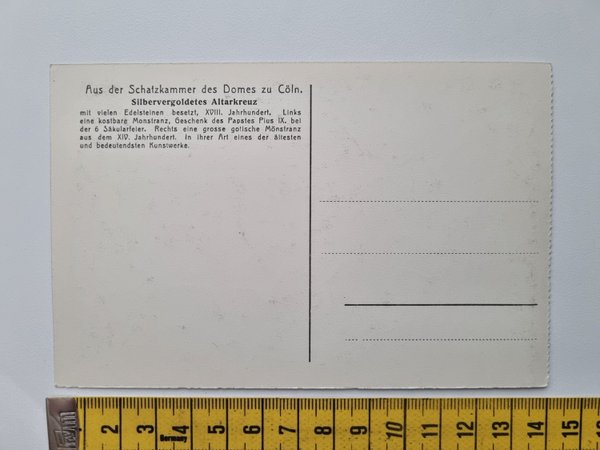 Aus der Schatzkammer des Domes zu Cöln.
Silbervergoldetes Altarkreuz
mit vielen Edelsteinen besetzt, XVIII. Jahrhundert. Links
eine kostbare Monstranz, Geschenk des Papstes Pius IX. bei
der 6 Säkularfeier. Rechts eine grosse gotische Mönstranz
aus dem XIV. Jahrhundert. In ihrer Art eines der ältesten
und bedeutendsten Kunstwerke.
2 3 4 5 6 7 8 9 10 11 12 13 14 15
Germany